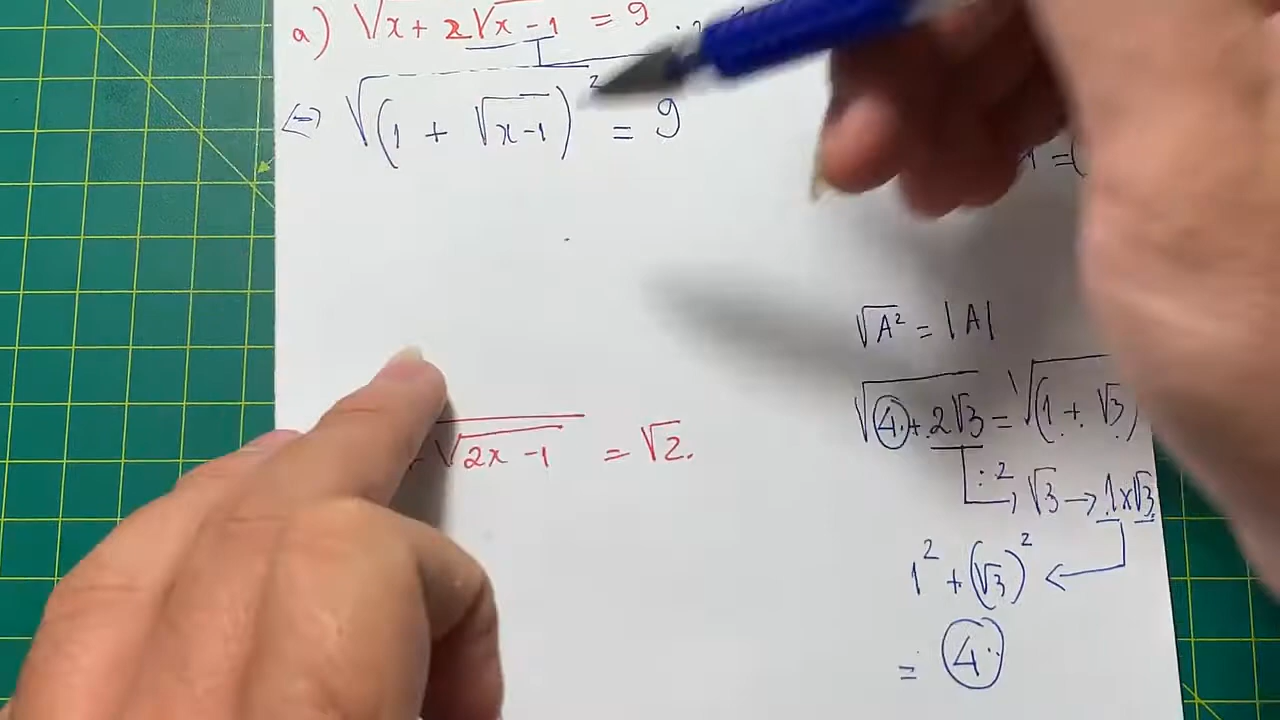 a) √x + 2√x - 1 = 9
⇔ √(1 + √x-1)² = 9
√A² = |A|
√4 + 2√3 = √(1 + √3)
√2x - 1 = √2.
: 2 √3 → 1x√3
1² + (√3)²
= 4